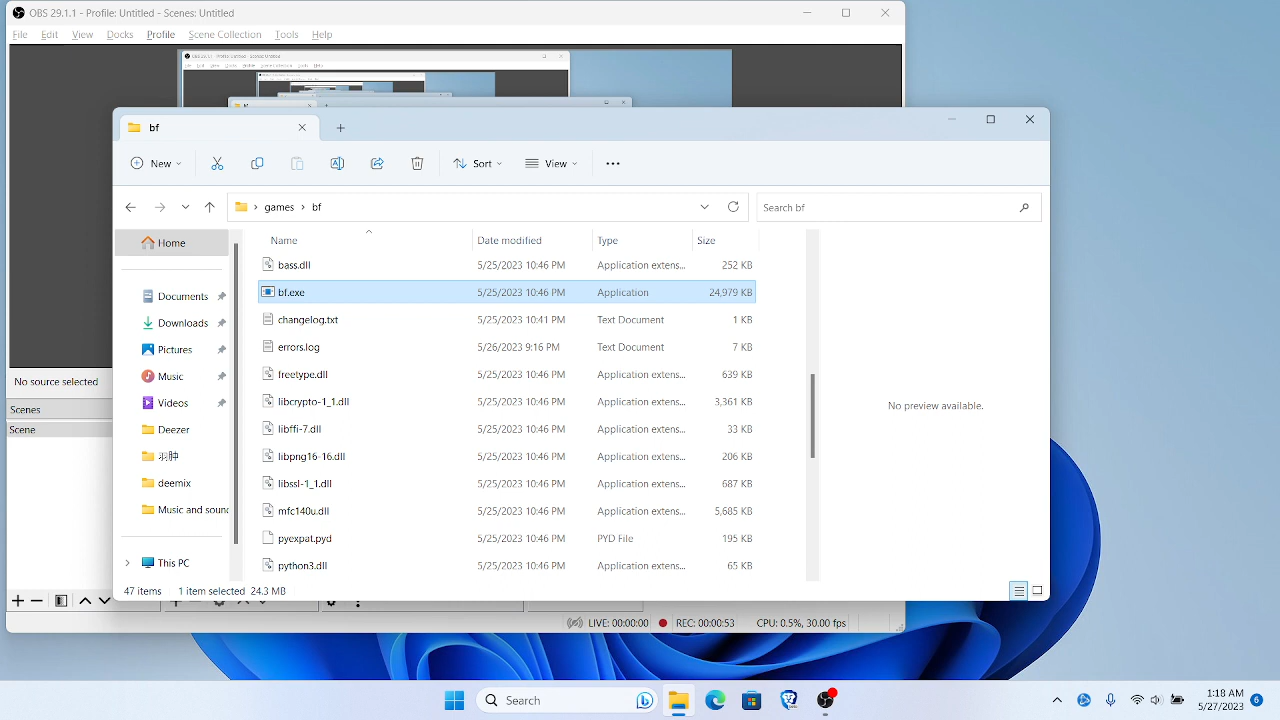 OBS 29.1.1 - Profile: Untitled - Scenes: Untitled
File Edit View Docks Profile Scene Collection Tools Help
bf
New Sort View
games bf
Search bf
Home
Documents
Downloads
Pictures
Music
Videos
Deezer
deemix
Music and soun
This PC
Name Date modified Type Size
bass.dll 5/25/2023 10:46 PM Application extens... 252 KB
bf.exe 5/25/2023 10:46 PM Application 24,979 KB
changelog.txt 5/25/2023 10:41 PM Text Document 1 KB
errors.log 5/26/2023 9:16 PM Text Document 7 KB
freetype.dll 5/25/2023 10:46 PM Application extens... 639 KB
libcrypto-1_1.dll 5/25/2023 10:46 PM Application extens... 3,361 KB
libffi-7.dll 5/25/2023 10:46 PM Application extens... 33 KB
libpng16-16.dll 5/25/2023 10:46 PM Application extens... 206 KB
libssl-1_1.dll 5/25/2023 10:46 PM Application extens... 687 KB
mfc140u.dll 5/25/2023 10:46 PM Application extens... 5,685 KB
pyexpat.pyd 5/25/2023 10:46 PM PYD File 195 KB
python3.dll 5/25/2023 10:46 PM Application extens... 65 KB
No preview available.
47 items 1 item selected 24.3 MB
No source selected
Scenes
Scene
LIVE: 00:00:00 REC: 00:00:53 CPU: 0.5%, 30.00 fps
Search
1:18 AM
5/27/2023
6